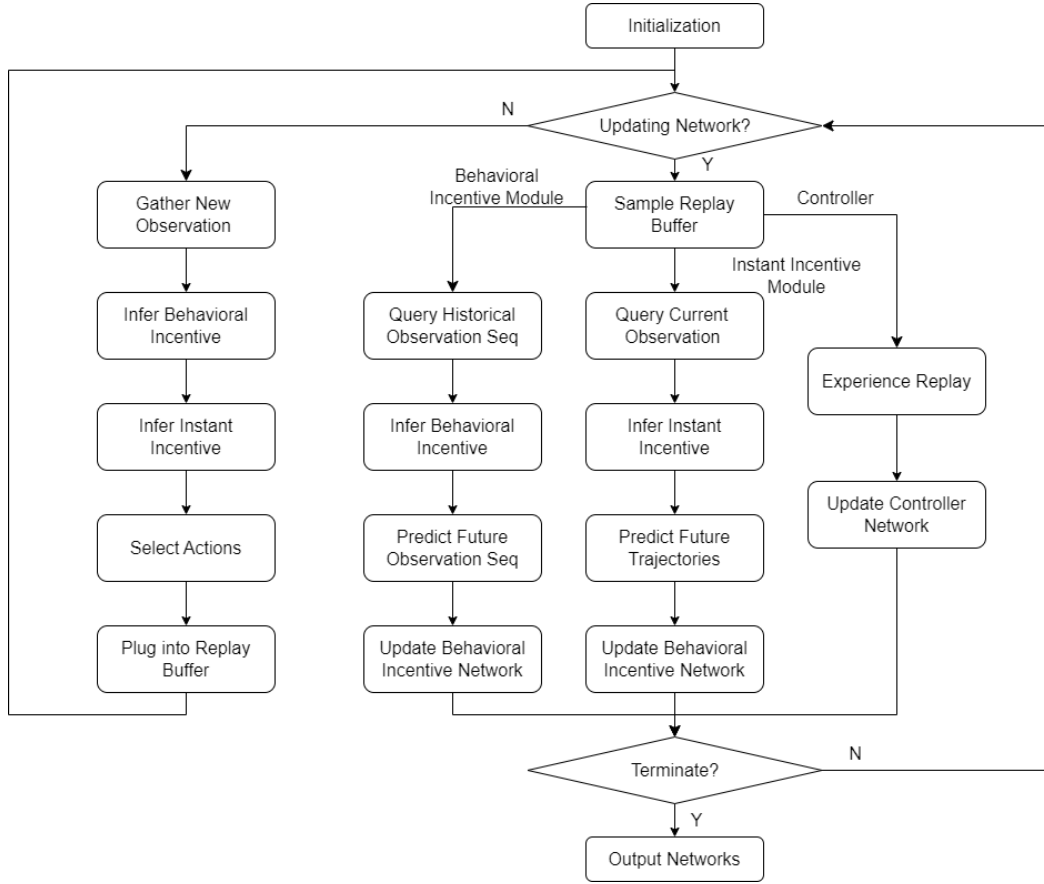 Initialization
N
Updating Network?
Y
Gather New
Observation
Behavioral
Incentive Module
Sample Replay
Buffer
Controller
Instant Incentive
Module
Infer Behavioral
Incentive
Query Historical
Observation Seq
Query Current
Observation
Experience Replay
Infer Instant
Incentive
Infer Behavioral
Incentive
Infer Instant
Incentive
Update Controller
Network
Select Actions
Predict Future
Observation Seq
Predict Future
Trajectories
Plug into Replay
Buffer
Update Behavioral
Incentive Network
Update Behavioral
Incentive Network
Terminate?
N
Y
Output Networks